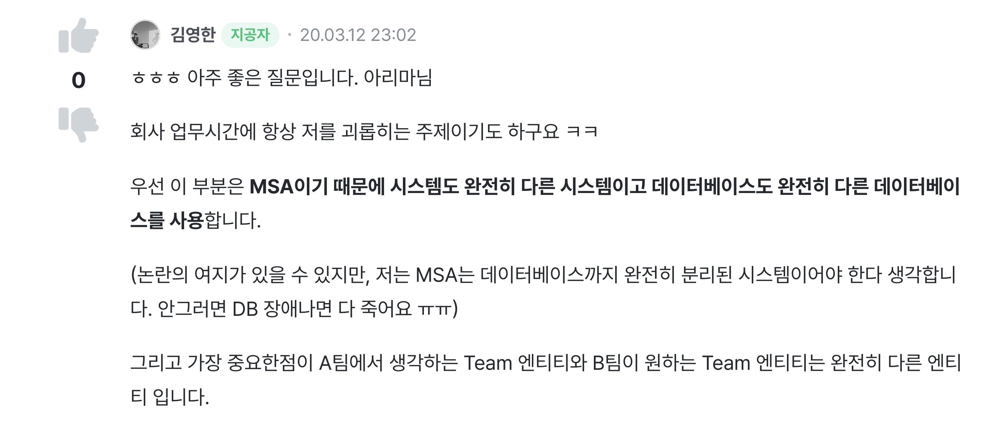 김영한 지공자 · 20.03.12 23:02
0
ㅎㅎㅎ 아주 좋은 질문입니다. 아리마님
회사 업무시간에 항상 저를 괴롭히는 주제이기도 하구요 ㅋㅋ
우선 이 부분은 MSA이기 때문에 시스템도 완전히 다른 시스템이고 데이터베이스도 완전히 다른 데이터베이
스를 사용합니다.
(논란의 여지가 있을 수 있지만, 저는 MSA는 데이터베이스까지 완전히 분리된 시스템이어야 한다 생각합니
다. 안그러면 DB 장애나면 다 죽어요 ㅠㅠ)
그리고 가장 중요한점이 A팀에서 생각하는 Team 엔티티와 B팀이 원하는 Team 엔티티는 완전히 다른 엔티
티 입니다.